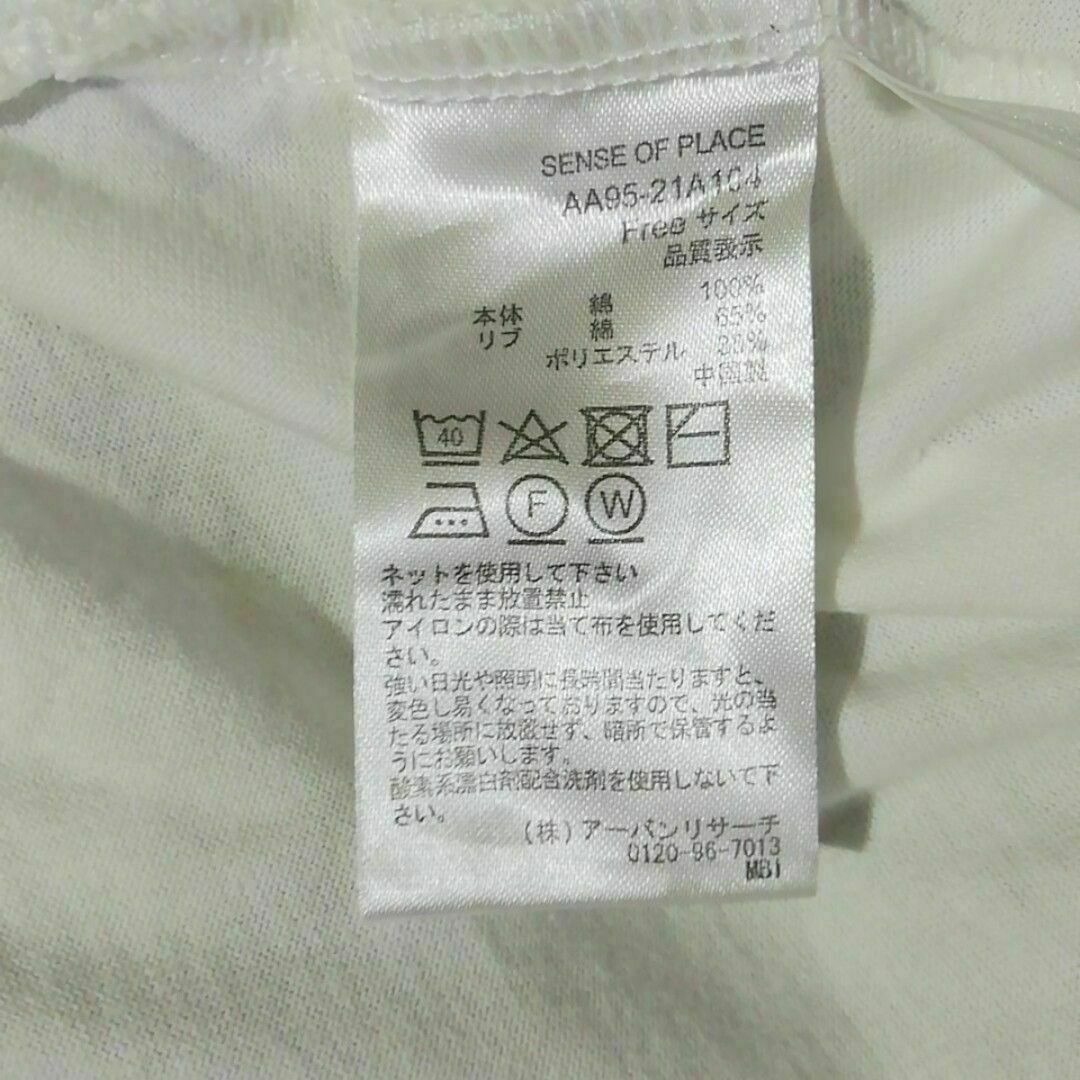 SENSE OF PLACE
AA95-21A104
Free サイズ
品質表示
本体 綿 100%
リブ 綿 65%
ポリエステル
中国製
40
F W
ネットを使用して下さい
濡れたまま放置禁止
アイロンの際は当て布を使用してくだ
さい。
強い日光や照明に長時間当たりますと、
変色し易くなっておりますので、光の当
たる場所に放置せず、暗所で保管するよ
うにお願いします。
酸素系漂白剤配合洗剤を使用しないで下
さい。
(株)アーバンリサーチ
0120-96-7013
MB1